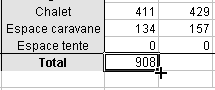 Chalet 411 429
Espace caravane 134 157
Espace tente 0 0
Total 908